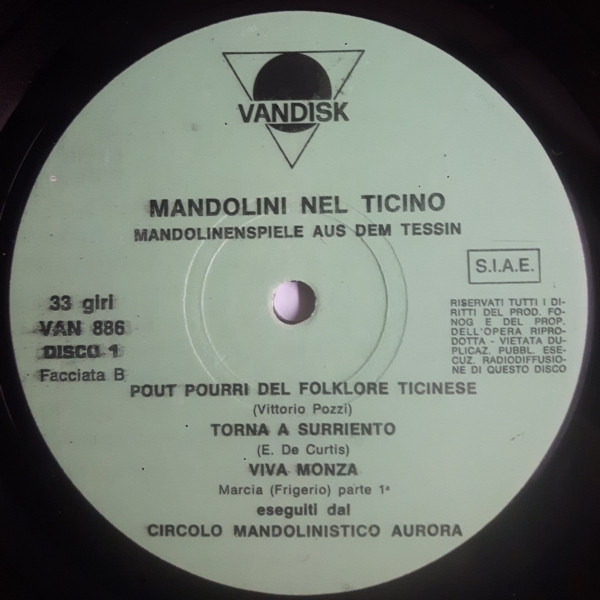 VANDISK
MANDOLINI NEL TICINO
MANDOLINENSPIELE AUS DEM TESSIN
S.I.A.E.
33 giri
VAN 886
DISCO 1
Facciata B
RISERVATI TUTTI I DI-
RITTI DEL PROD. FO-
NOG E DEL PROP.
DELL'OPERA RIPRO-
DOTTA - VIETATA DU-
PLICAZ. PUBBL. ESE-
CUZ. RADIODIFFUSIO-
NE DI QUESTO DISCO
POUT POURRI DEL FOLKLORE TICINESE
(Vittorio Pozzi)
TORNA A SURRIENTO
(E. De Curtis)
VIVA MONZA
Marcia (Frigerio) parte 1ª
eseguiti dal
CIRCOLO MANDOLINISTICO AURORA